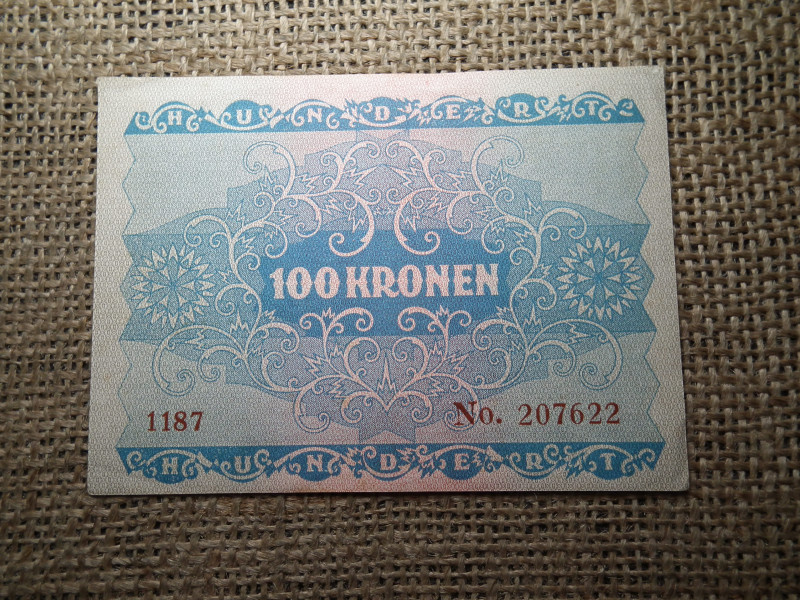 HUNDERT
100 KRONEN
1187 No. 207622
HUNDERT